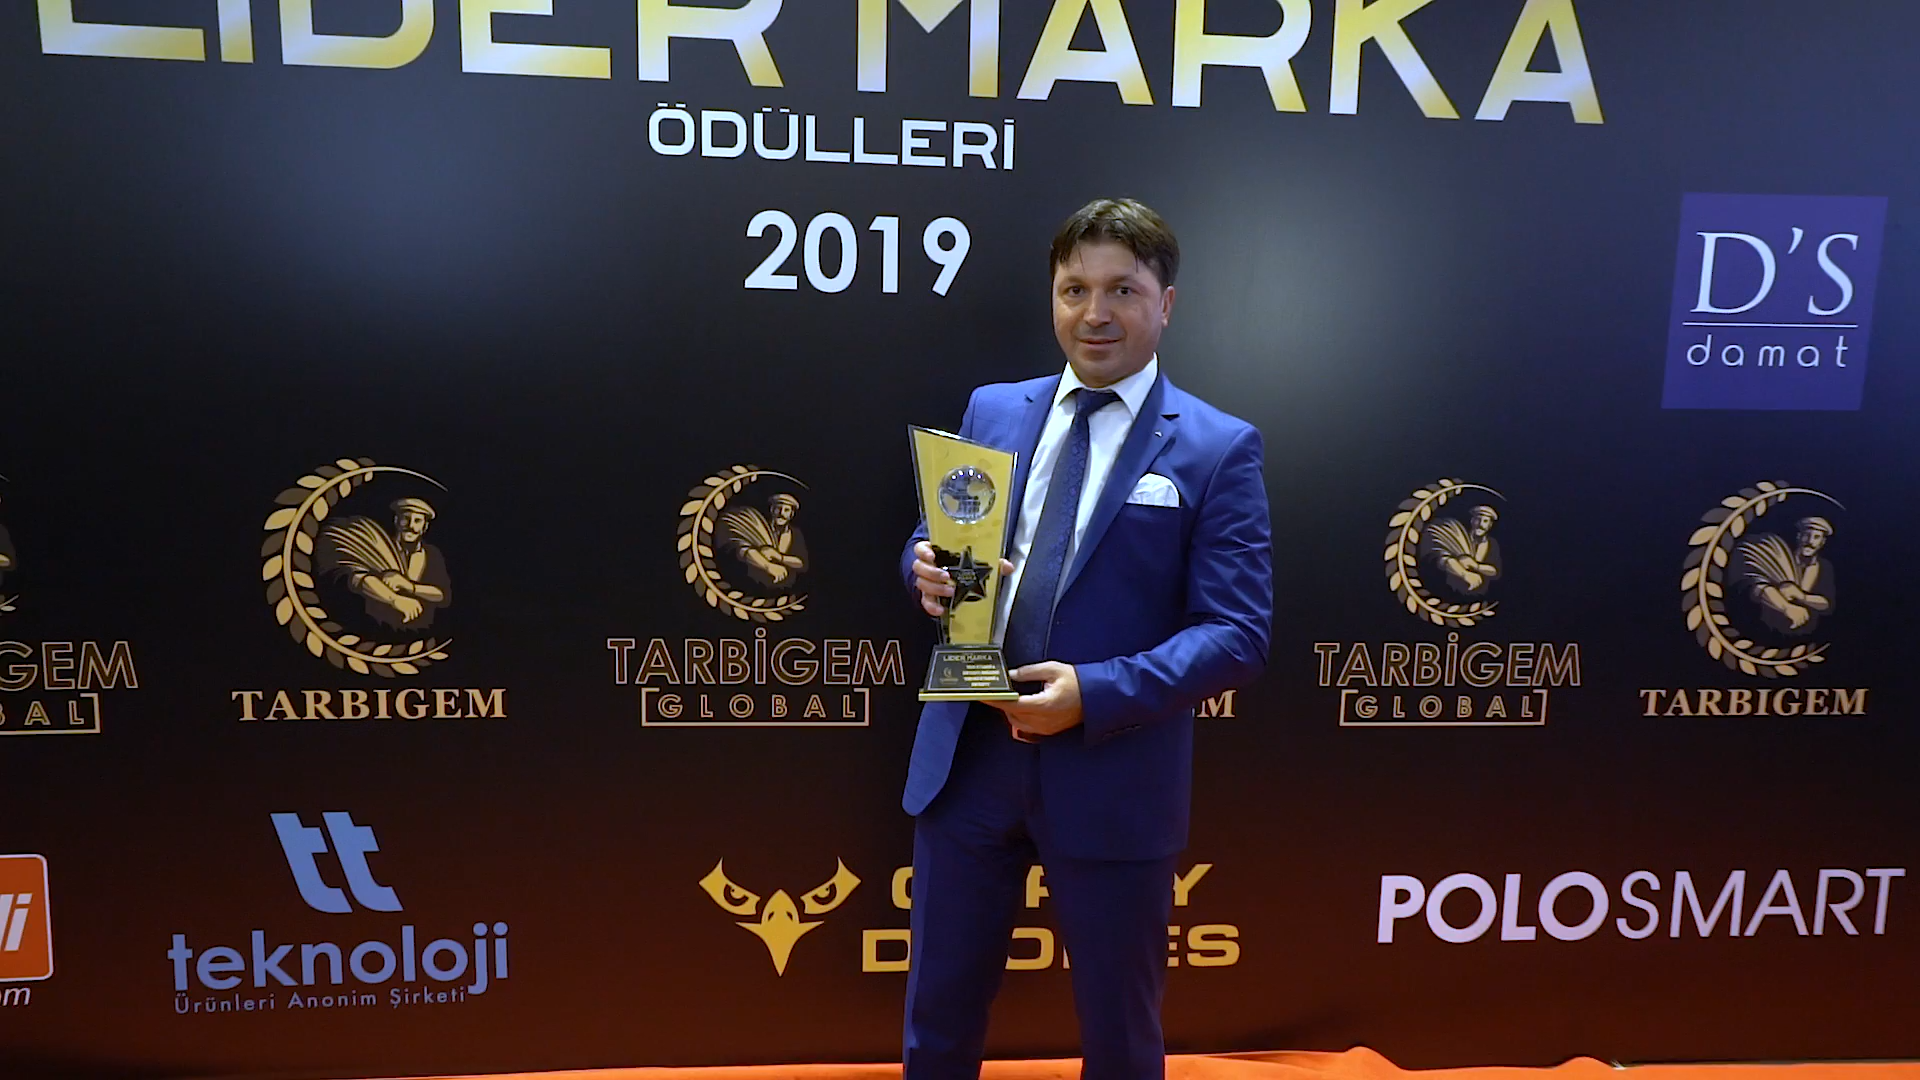 LİDER MARKA
ÖDÜLLERİ
2019
D'S
damat
TARBIGEM
TARBİGEM
GLOBAL
TARBİGEM
GLOBAL
TARBIGEM
LİDER MARKA
tt
teknoloji
Ürünleri Anonim Şirketi
POLOSMART